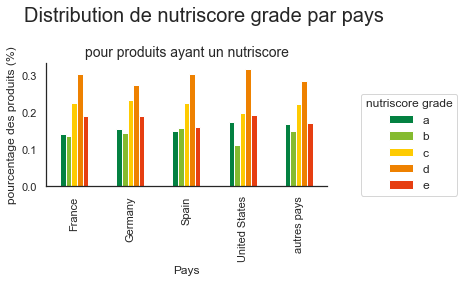 Distribution de nutriscore grade par pays
pour produits ayant un nutriscore
pourcentage des produits (%)
0.3
0.2
0.1
0.0
France
Germany
Spain
United States
autres pays
Pays
nutriscore grade
a
b
c
d
e